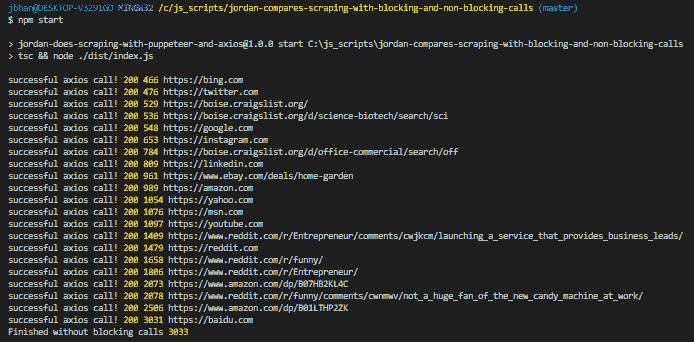 jbhar@DESKTOP-V3291GO MINGW32 /c/js_scripts/jordan-compares-scraping-with-blocking-and-non-blocking-calls (master)
$ npm start
> jordan-does-scraping-with-puppeteer-and-axios@1.0.0 start C:\js_scripts\jordan-compares-scraping-with-blocking-and-non-blocking-calls
> tsc && node ./dist/index.js
successful axios call! 200 466 https://bing.com
successful axios call! 200 476 https://twitter.com
successful axios call! 200 529 https://boise.craigslist.org/
successful axios call! 200 536 https://boise.craigslist.org/d/science-biotech/search/sci
successful axios call! 200 548 https://google.com
successful axios call! 200 653 https://instagram.com
successful axios call! 200 784 https://boise.craigslist.org/d/office-commercial/search/off
successful axios call! 200 809 https://linkedin.com
successful axios call! 200 961 https://www.ebay.com/deals/home-garden
successful axios call! 200 989 https://amazon.com
successful axios call! 200 1054 https://yahoo.com
successful axios call! 200 1076 https://msn.com
successful axios call! 200 1097 https://youtube.com
successful axios call! 200 1409 https://www.reddit.com/r/Entrepreneur/comments/cwjkcm/launching_a_service_that_provides_business_leads/
successful axios call! 200 1479 https://reddit.com
successful axios call! 200 1658 https://www.reddit.com/r/funny/
successful axios call! 200 1806 https://www.reddit.com/r/Entrepreneur/
successful axios call! 200 2073 https://www.amazon.com/dp/B07HB2KL4C
successful axios call! 200 2078 https://www.reddit.com/r/funny/comments/cwnmwv/not_a_huge_fan_of_the_new_candy_machine_at_work/
successful axios call! 200 2506 https://www.amazon.com/dp/B01LTHP2ZK
successful axios call! 200 3031 https://baidu.com
Finished without blocking calls 3033